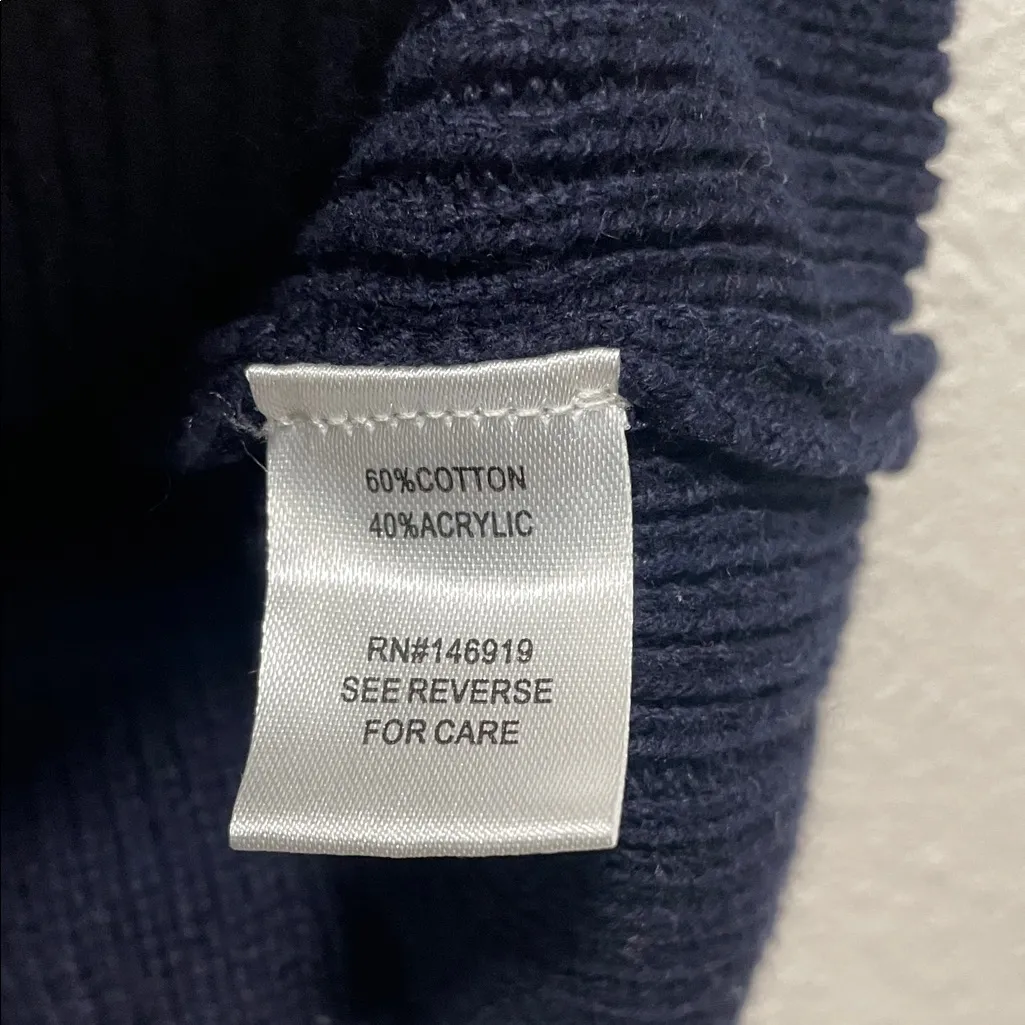 60%COTTON
40%ACRYLIC
RN#146919
SEE REVERSE
FOR CARE